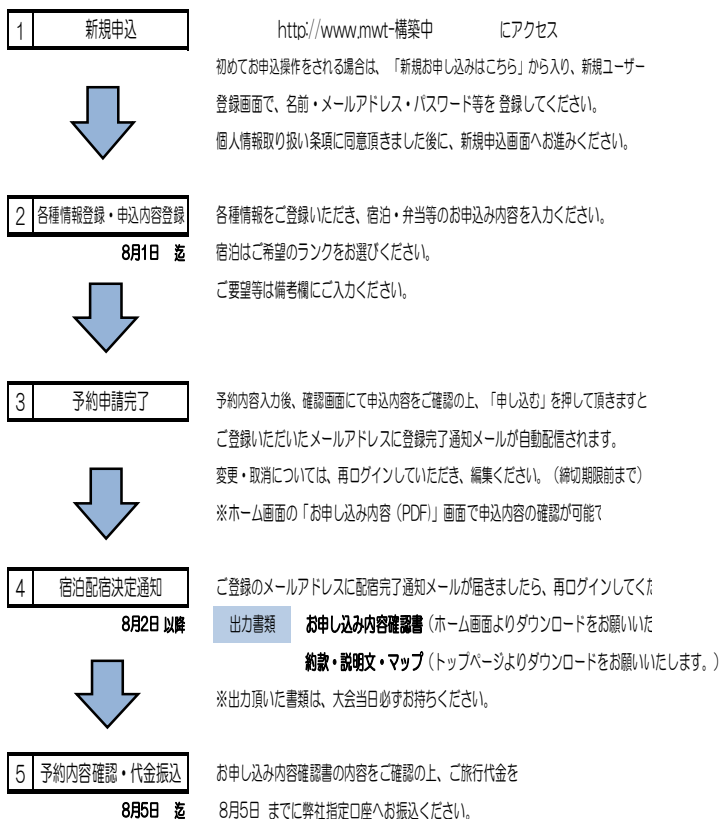 1 新規申込 http://www.mwt-構築中 にアクセス
初めてお申込操作をされる場合は、「新規お申し込みはこちら」から入り、新規ユーザー
登録画面で、名前・メールアドレス・パスワード等を 登録してください。
個人情報取り扱い条項に同意頂きました後に、新規申込画面へお進みください。
2 各種情報登録・申込内容登録 各種情報をご登録いただき、宿泊・弁当等のお申込み内容を入力ください。
8月1日 迄 宿泊はご希望のランクをお選びください。
ご要望等は備考欄にご入力ください。
3 予約申請完了 予約内容入力後、確認画面にて申込内容をご確認の上、「申し込む」を押して頂きますと
ご登録いただいたメールアドレスに登録完了通知メールが自動配信されます。
変更・取消については、再ログインしていただき、編集ください。（締切期限前まで）
※ホーム画面の「お申し込み内容（PDF)」画面で申込内容の確認が可能
4 宿泊配宿決定通知 ご登録のメールアドレスに配宿完了通知メールが届きましたら、再ログインしてく
8月2日 以降 出力書類 お申し込み内容確認書（ホーム画面よりダウンロードをお願いいた
約款・説明文・マップ（トップページよりダウンロードをお願いいたします。）
※出力頂いた書類は、大会当日必ずお持ちください。
5 予約内容確認・代金振込 お申し込み内容確認書の内容をご確認の上、ご旅行代金を
8月5日 迄 8月5日 までに弊社指定口座へお振込ください。